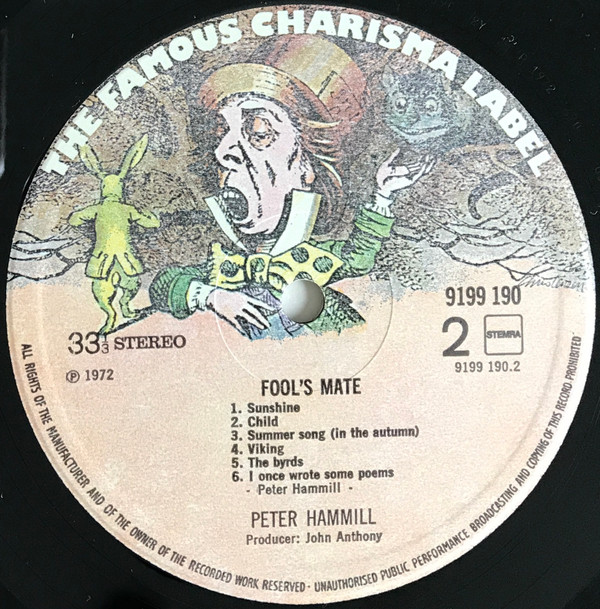 THE FAMOUS CHARISMA LABEL
9199 190
33 1/3 STEREO
2
STEMRA
℗ 1972
9199 190.2
FOOL'S MATE
1. Sunshine
2. Child
3. Summer song (in the autumn)
4. Viking
5. The byrds
6. I once wrote some poems
- Peter Hammill -
PETER HAMMILL
Producer: John Anthony
ALL RIGHTS OF THE MANUFACTURER AND OF THE OWNER OF THE RECORDED WORK RESERVED · UNAUTHORISED PUBLIC PERFORMANCE BROADCASTING AND COPYING OF THIS RECORD PROHIBITED ·